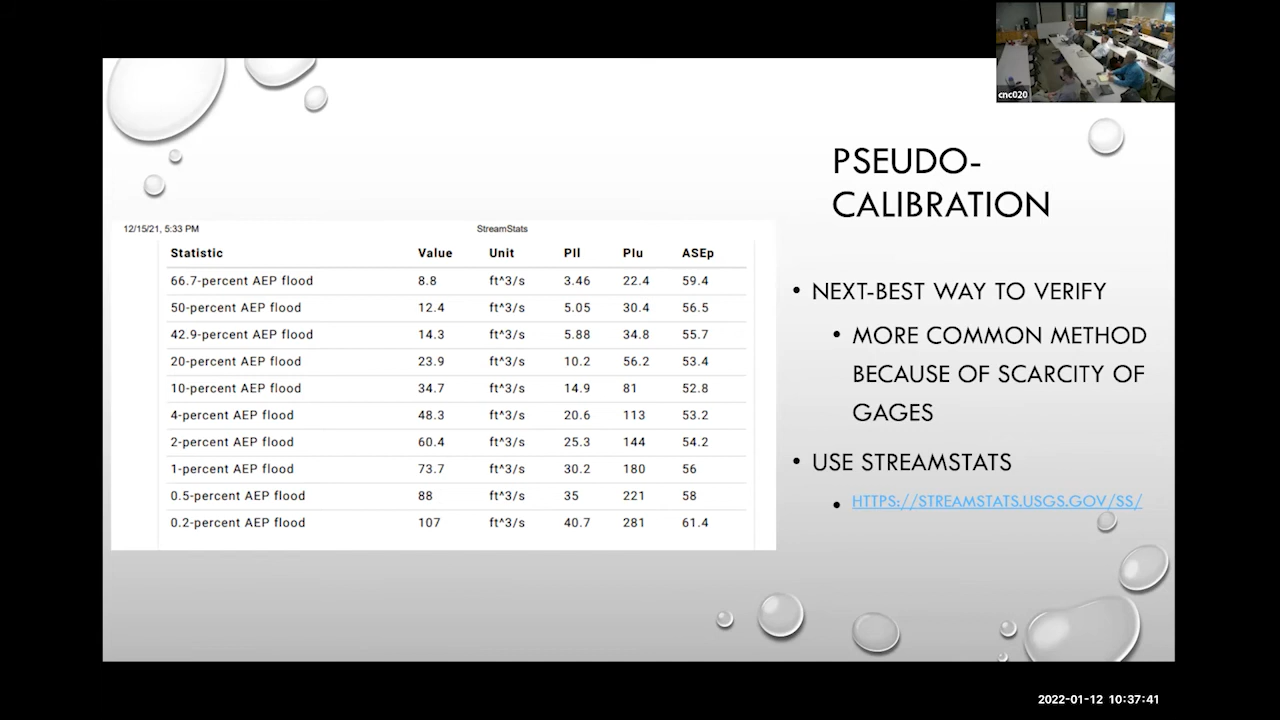 cnc020
PSEUDO-
CALIBRATION
12/15/21, 5:33 PM StreamStats
Statistic Value Unit PIl PIu ASEp
66.7-percent AEP flood 8.8 ft^3/s 3.46 22.4 59.4
50-percent AEP flood 12.4 ft^3/s 5.05 30.4 56.5
42.9-percent AEP flood 14.3 ft^3/s 5.88 34.8 55.7
20-percent AEP flood 23.9 ft^3/s 10.2 56.2 53.4
10-percent AEP flood 34.7 ft^3/s 14.9 81 52.8
4-percent AEP flood 48.3 ft^3/s 20.6 113 53.2
2-percent AEP flood 60.4 ft^3/s 25.3 144 54.2
1-percent AEP flood 73.7 ft^3/s 30.2 180 56
0.5-percent AEP flood 88 ft^3/s 35 221 58
0.2-percent AEP flood 107 ft^3/s 40.7 281 61.4
• NEXT-BEST WAY TO VERIFY
• MORE COMMON METHOD
BECAUSE OF SCARCITY OF
GAGES
• USE STREAMSTATS
• HTTPS://STREAMSTATS.USGS.GOV/SS/
2022-01-12 10:37:41